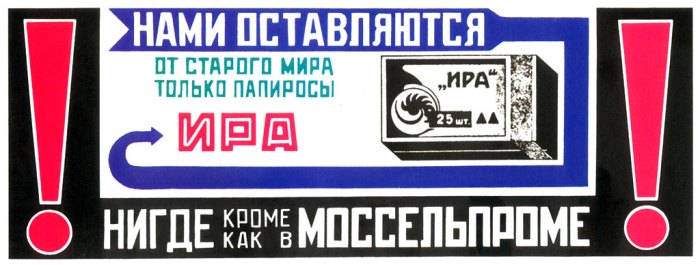 НАМИ ОСТАВЛЯЮТСЯ
ОТ СТАРОГО МИРА
ТОЛЬКО ПАПИРОСЫ
ИРА
„ИРА“
25 шт.
НИГДЕ КРОМЕ КАК В МОССЕЛЬПРОМЕ